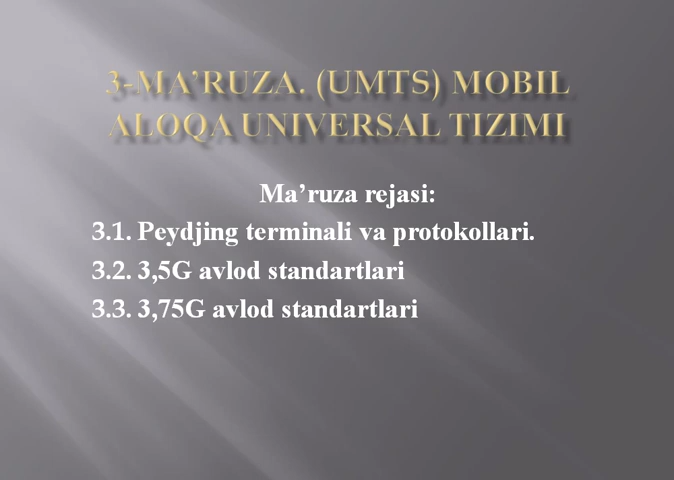 3-MA’RUZA. (UMTS) MOBIL
ALOQA UNIVERSAL TIZIMI
Ma’ruza rejasi:
3.1. Peydjing terminali va protokollari.
3.2. 3,5G avlod standartlari
3.3. 3,75G avlod standartlari